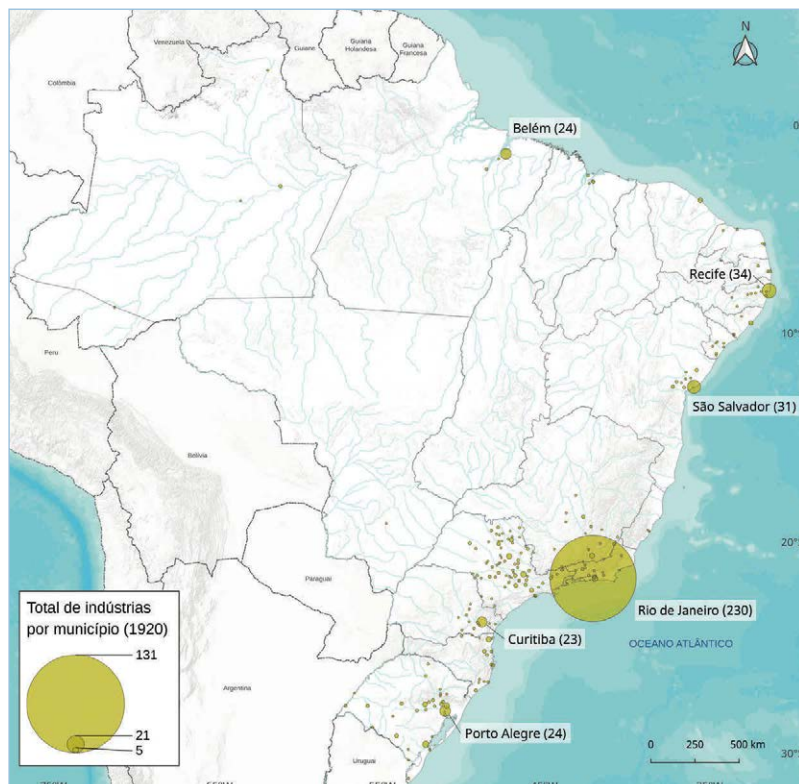 N
Venezuela
Guiane
Guiana
Holandesa
Guiana
Francesa
Colômbia
0
Belém (24)
Recife (34)
10°
Peru
São Salvador (31)
Bolívia
20°
Paraguai
Rio de Janeiro (230)
Curitiba (23)
OCEANO ATLÂNTICO
Total de indústrias
por município (1920)
131
21
5
Argentina
Porto Alegre (24)
Uruguai
0 250 500 km
30°